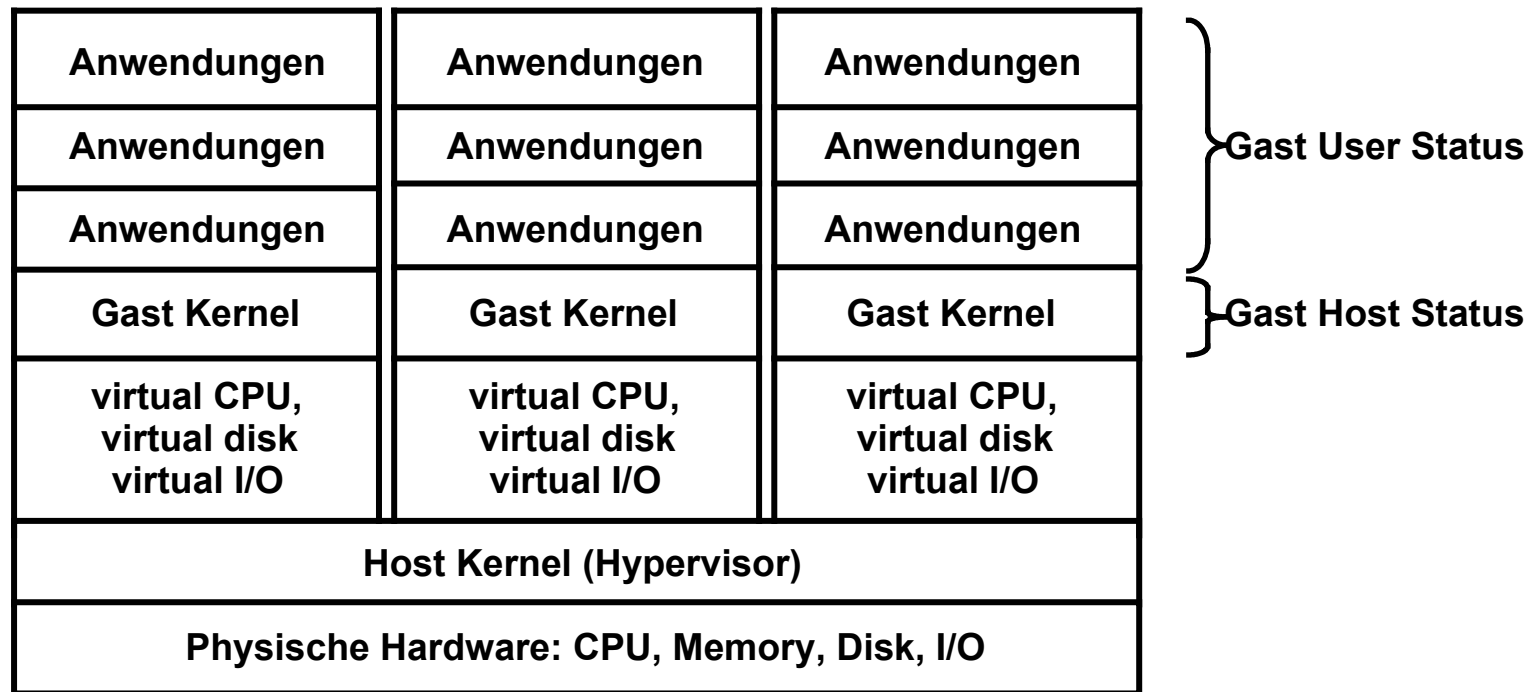 Anwendungen Anwendungen Anwendungen
Anwendungen Anwendungen Anwendungen Gast User Status
Anwendungen Anwendungen Anwendungen
Gast Kernel Gast Kernel Gast Kernel Gast Host Status
virtual CPU, virtual CPU, virtual CPU,
virtual disk virtual disk virtual disk
virtual I/O virtual I/O virtual I/O
Host Kernel (Hypervisor)
Physische Hardware: CPU, Memory, Disk, I/O